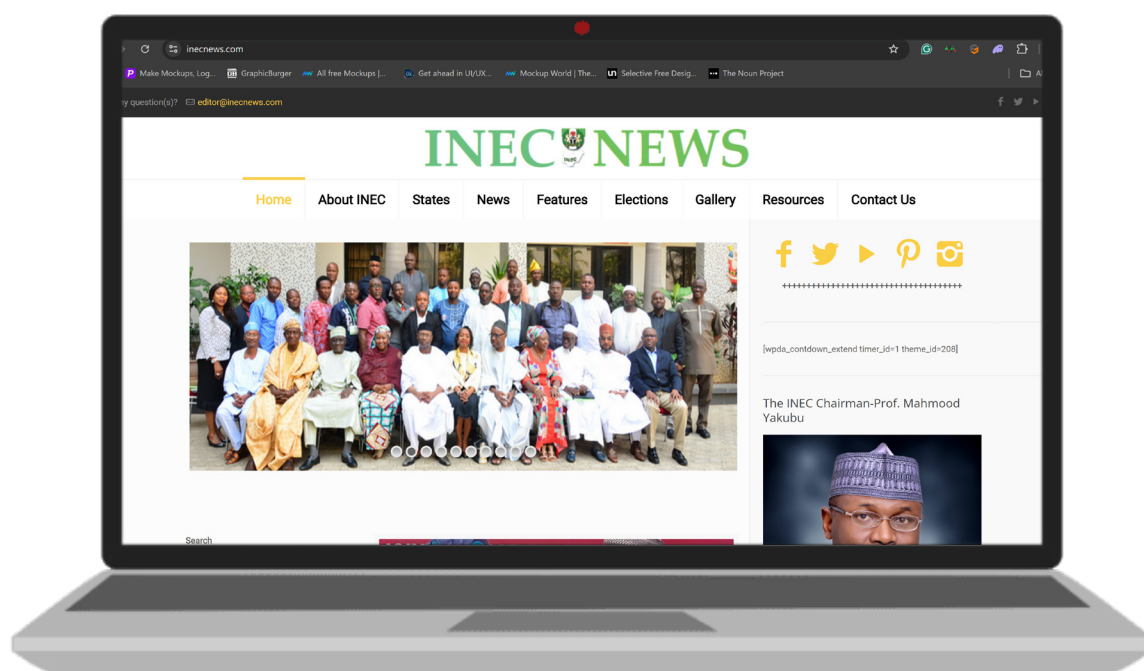 inecnews.com
Make Mockups, Log... GraphicBurger All free Mockups |... Get ahead in UI/UX... Mockup World | The... Selective Free Desig... The Noun Project
y question(s)? editor@inecnews.com
INEC NEWS
Home About INEC States News Features Elections Gallery Resources Contact Us
++++++++++++++++++++++++++++++++++++
[wpda_contdown_extend timer_id=1 theme_id=208]
The INEC Chairman-Prof. Mahmood
Yakubu
Search